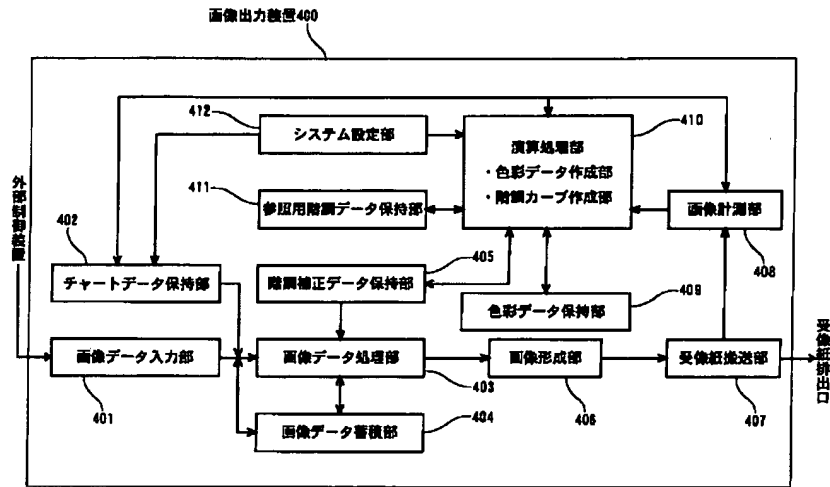 画像出力装置400
412
システム設定部
演算処理部
・色彩データ作成部
・階調カーブ作成部
410
411
参照用階調データ保持部
画像計測部
408
外部制御装置
402
チャートデータ保持部
階調補正データ保持部
405
色彩データ保持部
409
画像データ入力部
401
画像データ処理部
403
画像形成部
406
受像紙搬送部
407
受像紙排出口
画像データ蓄積部
404